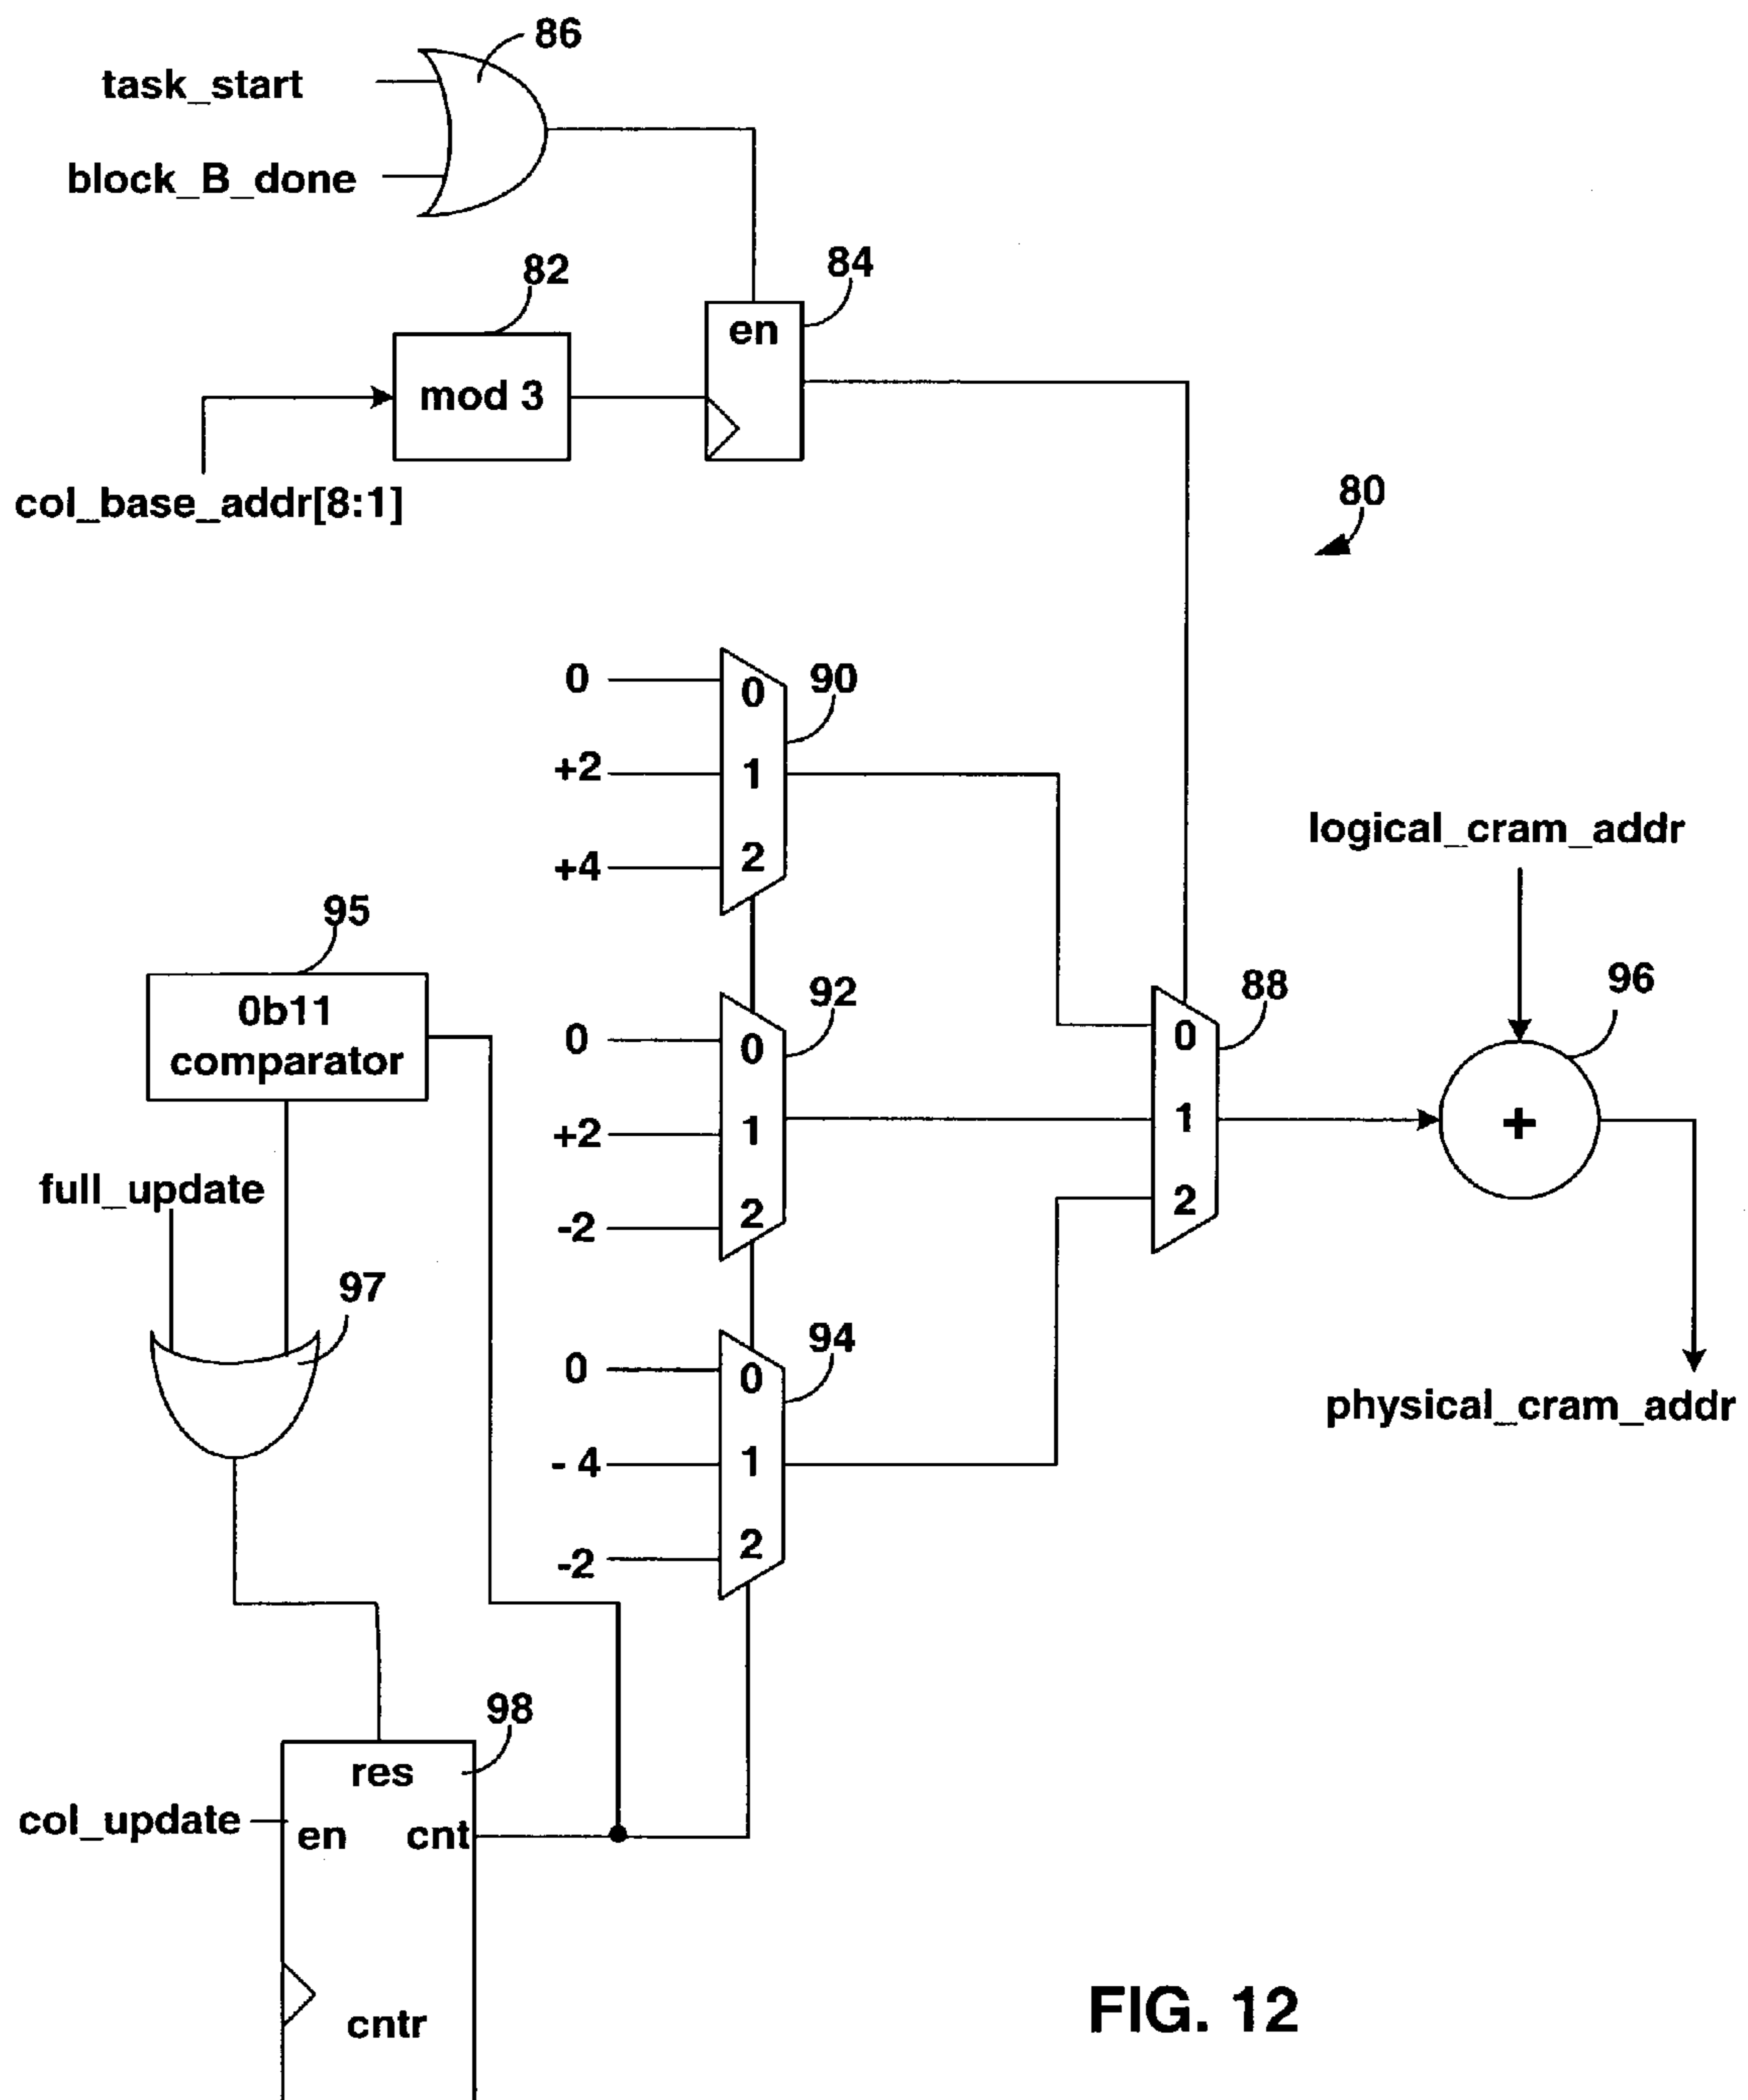 86
task_start
block_B_done
82
84
en
mod 3
col_base_addr[8:1]
80
0
0
90
+2
1
+4
2
logical_cram_addr
95
0b11
comparator
92
88
96
0
0
0
+2
1
1
+
-2
2
2
full_update
97
94
0
0
- 4
1
-2
2
physical_cram_addr
98
res
col_update
en
cnt
cntr
FIG. 12